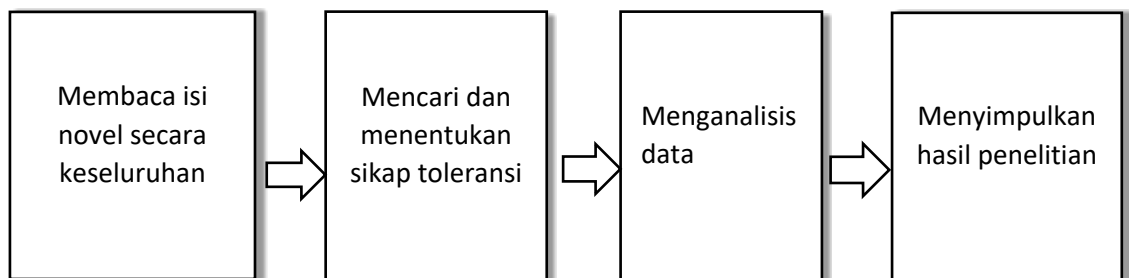 Membaca isi
novel secara
keseluruhan
Mencari dan
menentukan
sikap toleransi
Menganalisis
data
Menyimpulkan
hasil penelitian